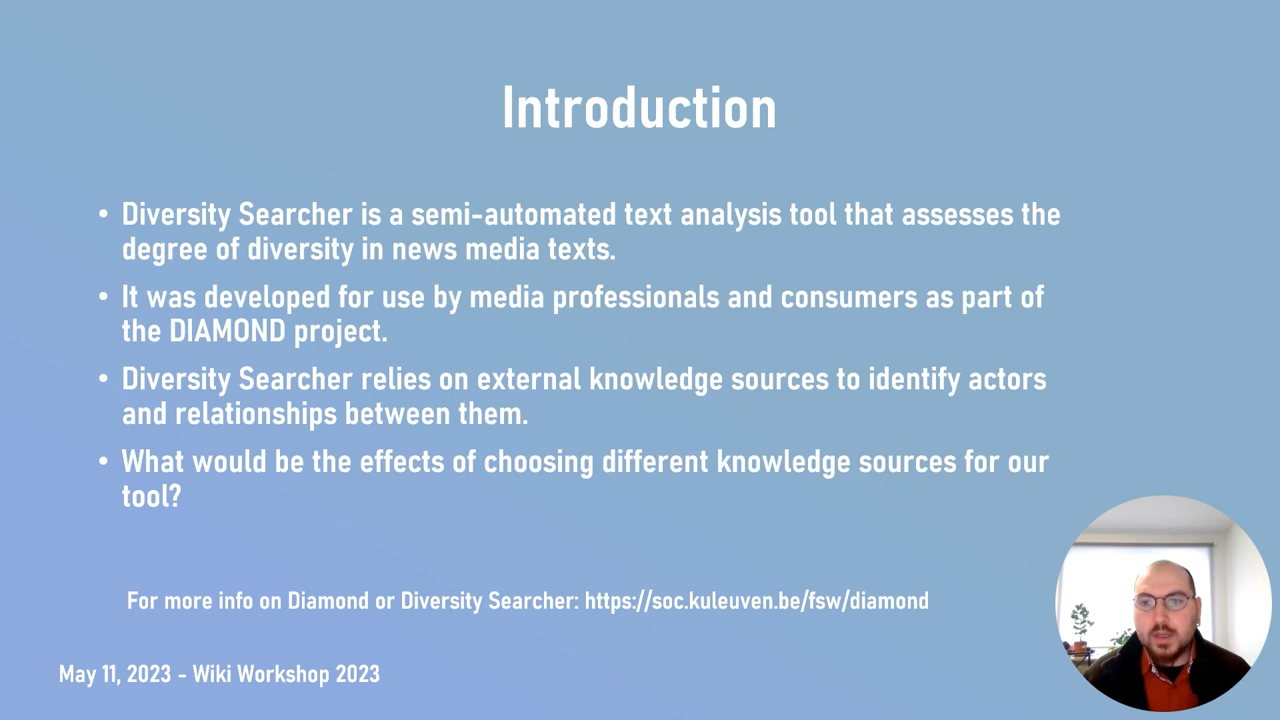 Introduction
• Diversity Searcher is a semi-automated text analysis tool that assesses the
degree of diversity in news media texts.
• It was developed for use by media professionals and consumers as part of
the DIAMOND project.
• Diversity Searcher relies on external knowledge sources to identify actors
and relationships between them.
• What would be the effects of choosing different knowledge sources for our
tool?
For more info on Diamond or Diversity Searcher: https://soc.kuleuven.be/fsw/diamond
May 11, 2023 - Wiki Workshop 2023